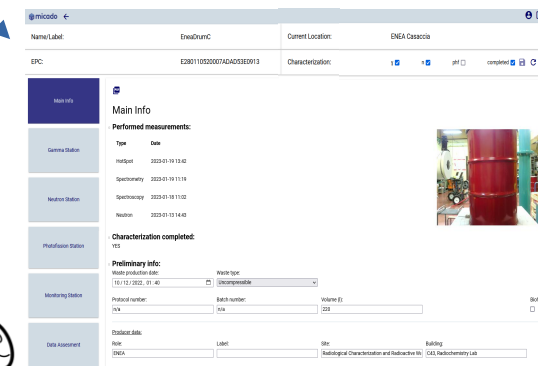 micado
Name/Label: EneaDrumC Current Location: ENEA Casaccia
EPC: E280110520007ADAD53E0913 Characterization: γ n phf completed
Main Info
Gamma Station
Neutron Station
Photofission Station
Monitoring Station
Data Assesment
Main Info
Performed measurements:
Type Date
HotSpot 2023-01-19 13:42
Spectrometry 2023-01-19 11:19
Spectroscopy 2023-01-18 11:02
Neutron 2023-01-13 14:43
Characterization completed:
YES
Preliminary info:
Waste production date: Waste type:
10/12/2022, 01:40 Uncompressible
Protocol number: Batch number: Volume (l):
n/a n/a 220
Producer data:
Role: Label: Site: Building:
ENEA Radiological Characterization and Radioactive C43, Radiochemistry Lab